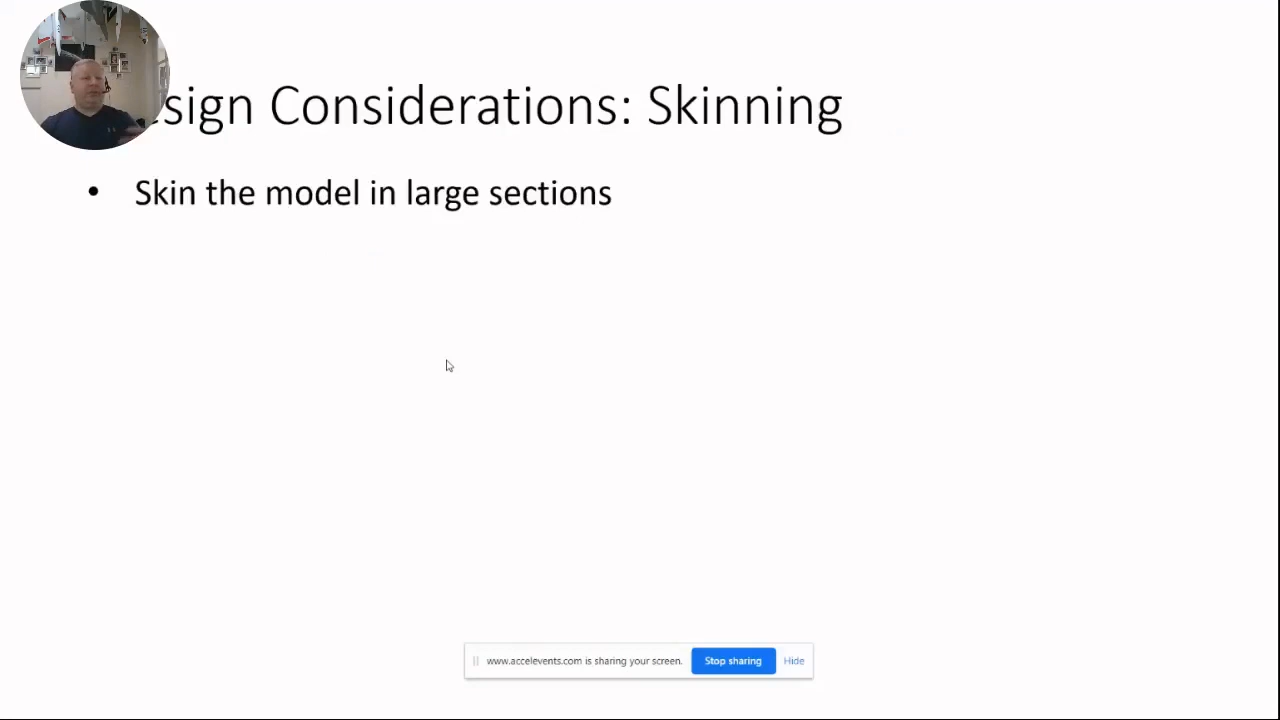 sign Considerations: Skinning
• Skin the model in large sections
www.accelevents.com is sharing your screen. Stop sharing Hide